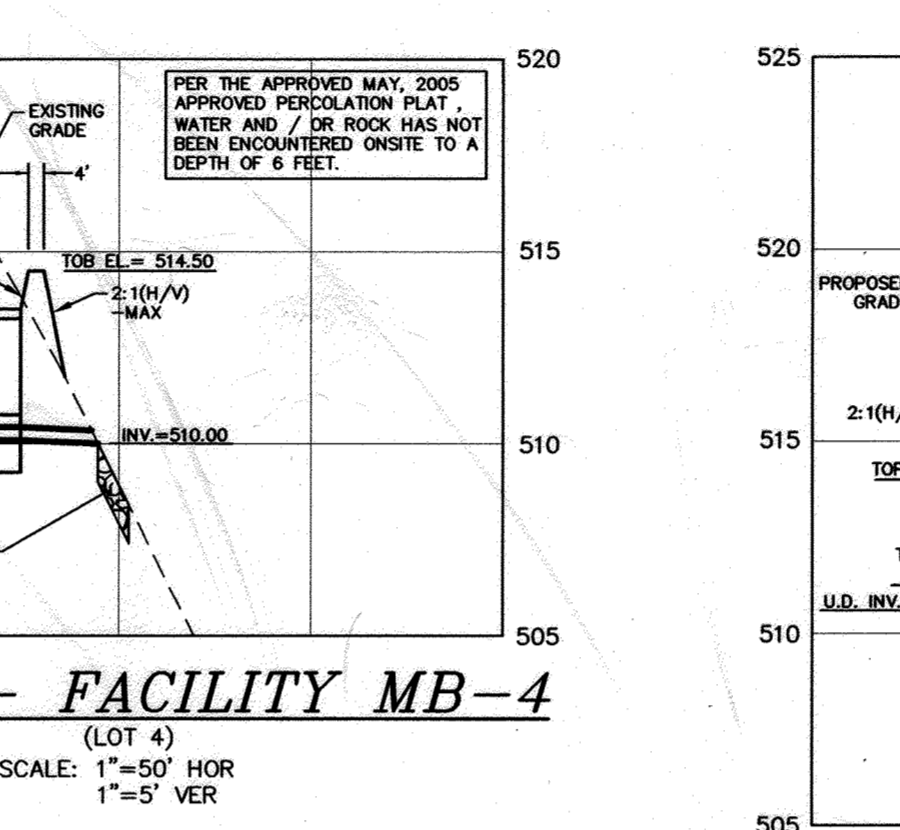 520
PER THE APPROVED MAY, 2005
APPROVED PERCOLATION PLAT ,
WATER AND / OR ROCK HAS NOT
BEEN ENCOUNTERED ONSITE TO A
DEPTH OF 6 FEET.
EXISTING
GRADE
4'
515
TOB EL.= 514.50
2:1(H/V)
MAX
INV.=510.00
510
505
- FACILITY MB-4
(LOT 4)
SCALE: 1"=50' HOR
1"=5' VER
525
520
PROPOSE
GRAD
2:1(H/
515
TOF
U.D. INV.
510
505